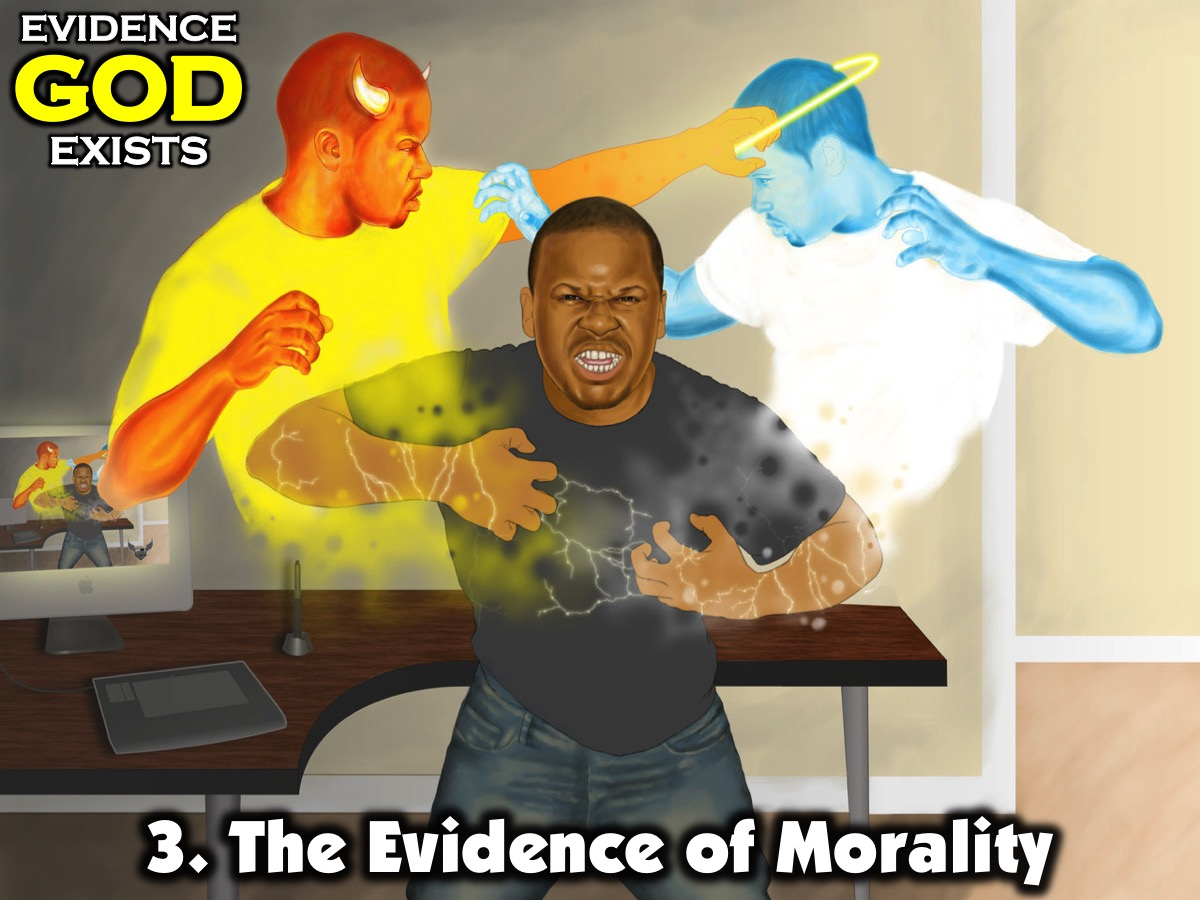 EVIDENCE
GOD
EXISTS
3. The Evidence of Morality